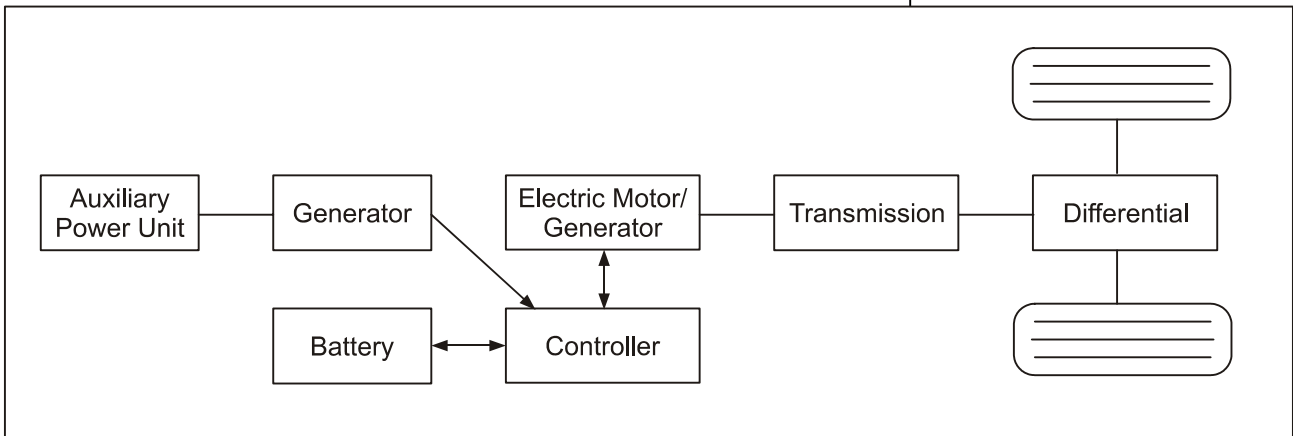 Auxiliary
Power Unit
Generator
Electric Motor/
Generator
Transmission
Differential
Battery
Controller